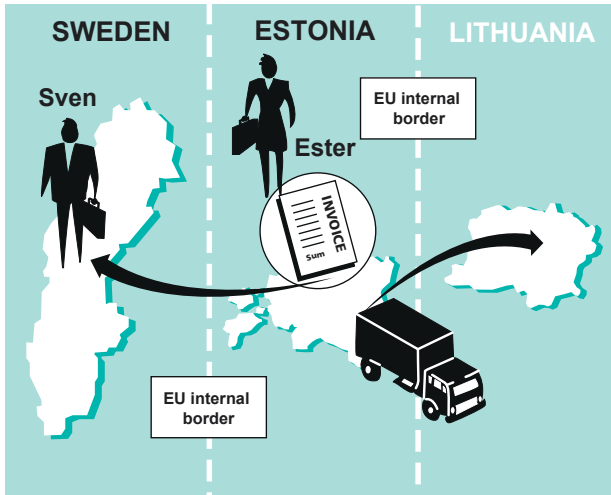 SWEDEN
ESTONIA
LITHUANIA
Sven
EU internal
border
Ester
INVOICE
Sum
EU internal
border